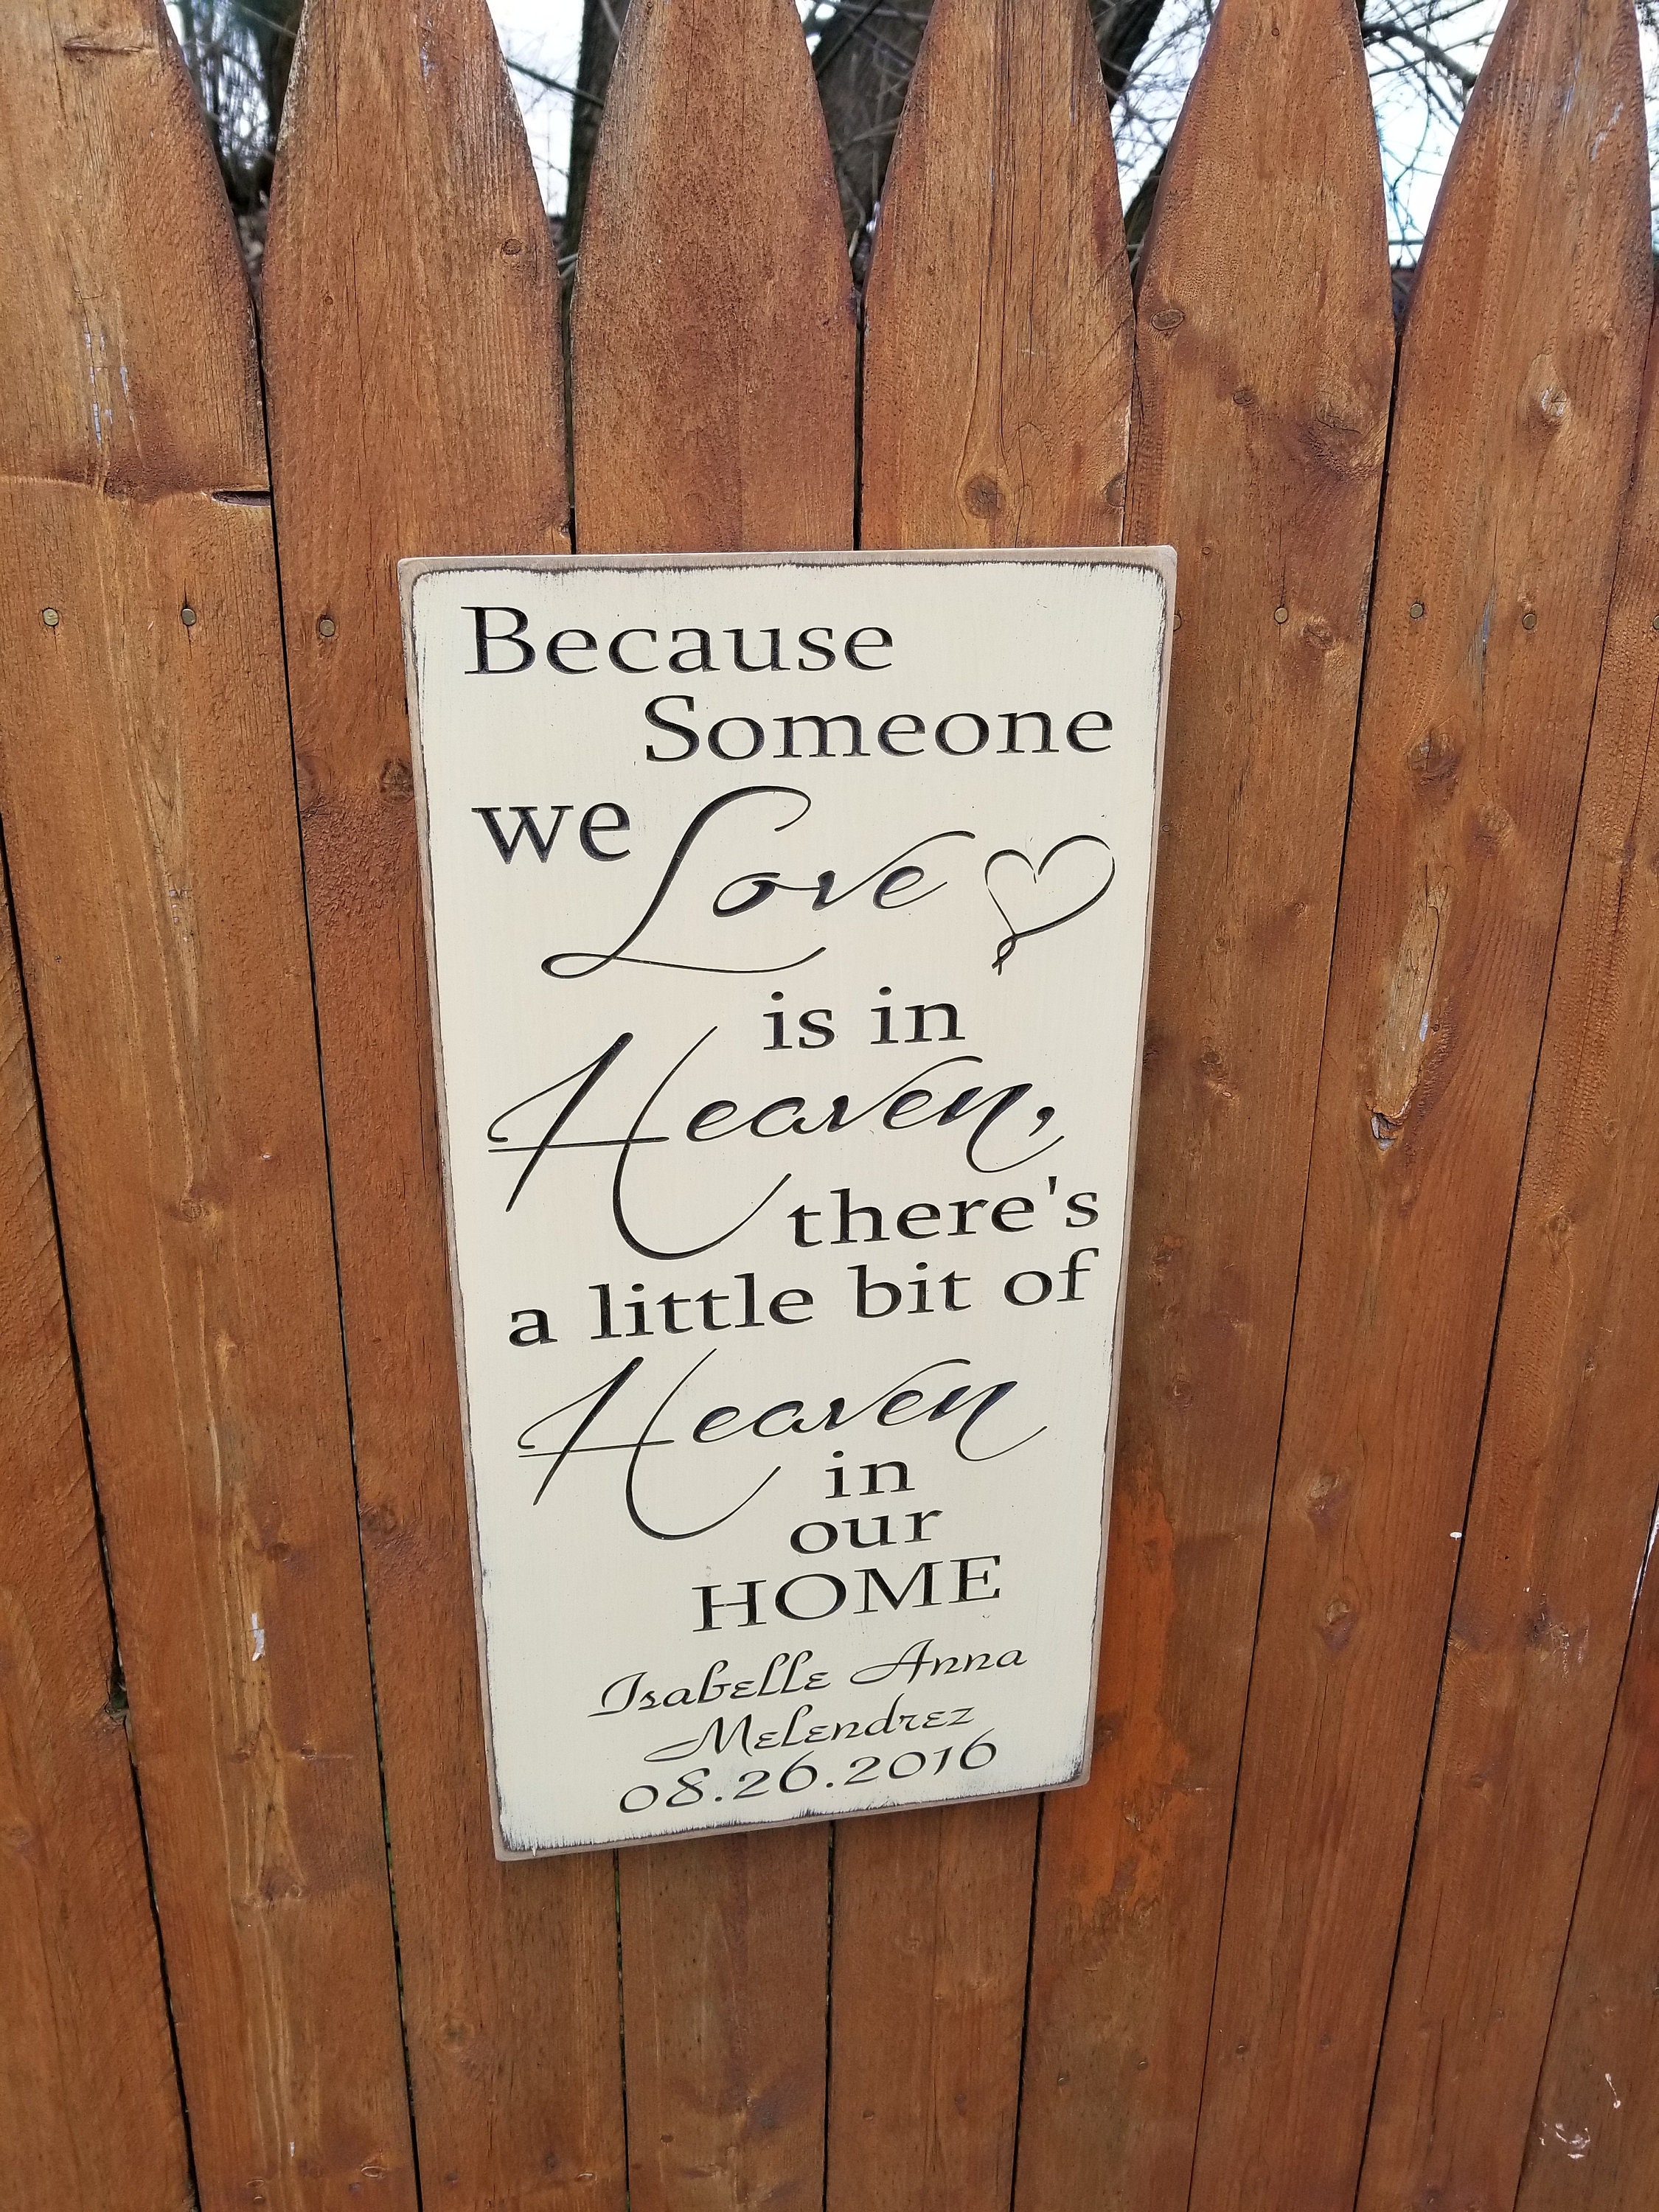 Because
Someone
we Love
is in
Heaven,
there's
a little bit of
Heaven
in
our
HOME
Isabelle Anna
Melendrez
08.26.2016